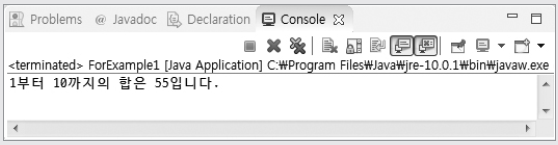 Problems @ Javadoc Declaration Console
<terminated> ForExample1 [Java Application] C:₩Program Files₩Java₩jre-10.0.1₩bin₩javaw.exe
1부터 10까지의 합은 55입니다.